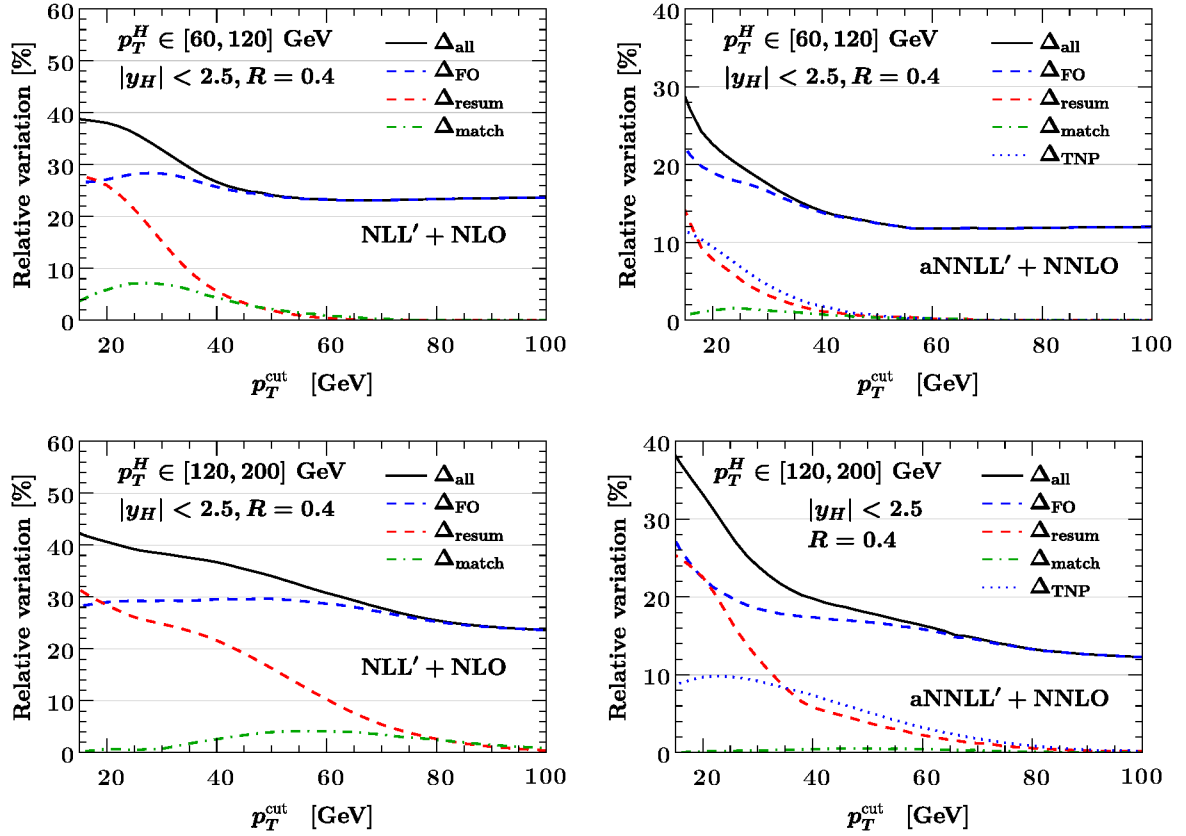 60
50
40
30
20
10
0
Relative variation [%]
p_T^H ∈ [60, 120] GeV
|y_H| < 2.5, R = 0.4
Δ_all
Δ_FO
Δ_resum
Δ_match
NLL′ + NLO
20 40 60 80 100
p_T^cut [GeV]
40
30
20
10
0
Relative variation [%]
p_T^H ∈ [60, 120] GeV
|y_H| < 2.5, R = 0.4
Δ_all
Δ_FO
Δ_resum
Δ_match
Δ_TNP
aNNLL′ + NNLO
20 40 60 80 100
p_T^cut [GeV]
60
50
40
30
20
10
0
Relative variation [%]
p_T^H ∈ [120, 200] GeV
|y_H| < 2.5, R = 0.4
Δ_all
Δ_FO
Δ_resum
Δ_match
NLL′ + NLO
20 40 60 80 100
p_T^cut [GeV]
40
30
20
10
0
Relative variation [%]
p_T^H ∈ [120, 200] GeV
|y_H| < 2.5
R = 0.4
Δ_all
Δ_FO
Δ_resum
Δ_match
Δ_TNP
aNNLL′ + NNLO
20 40 60 80 100
p_T^cut [GeV]